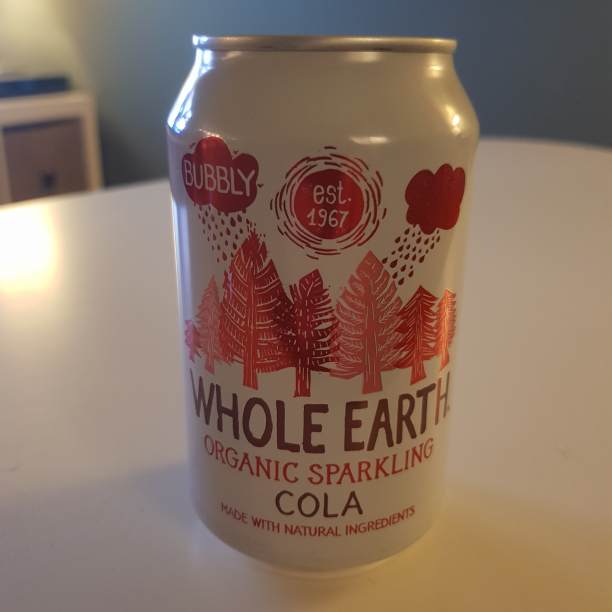 BUBBLY
est.
1967
WHOLE EARTH
ORGANIC SPARKLING
COLA
MADE WITH NATURAL INGREDIENTS